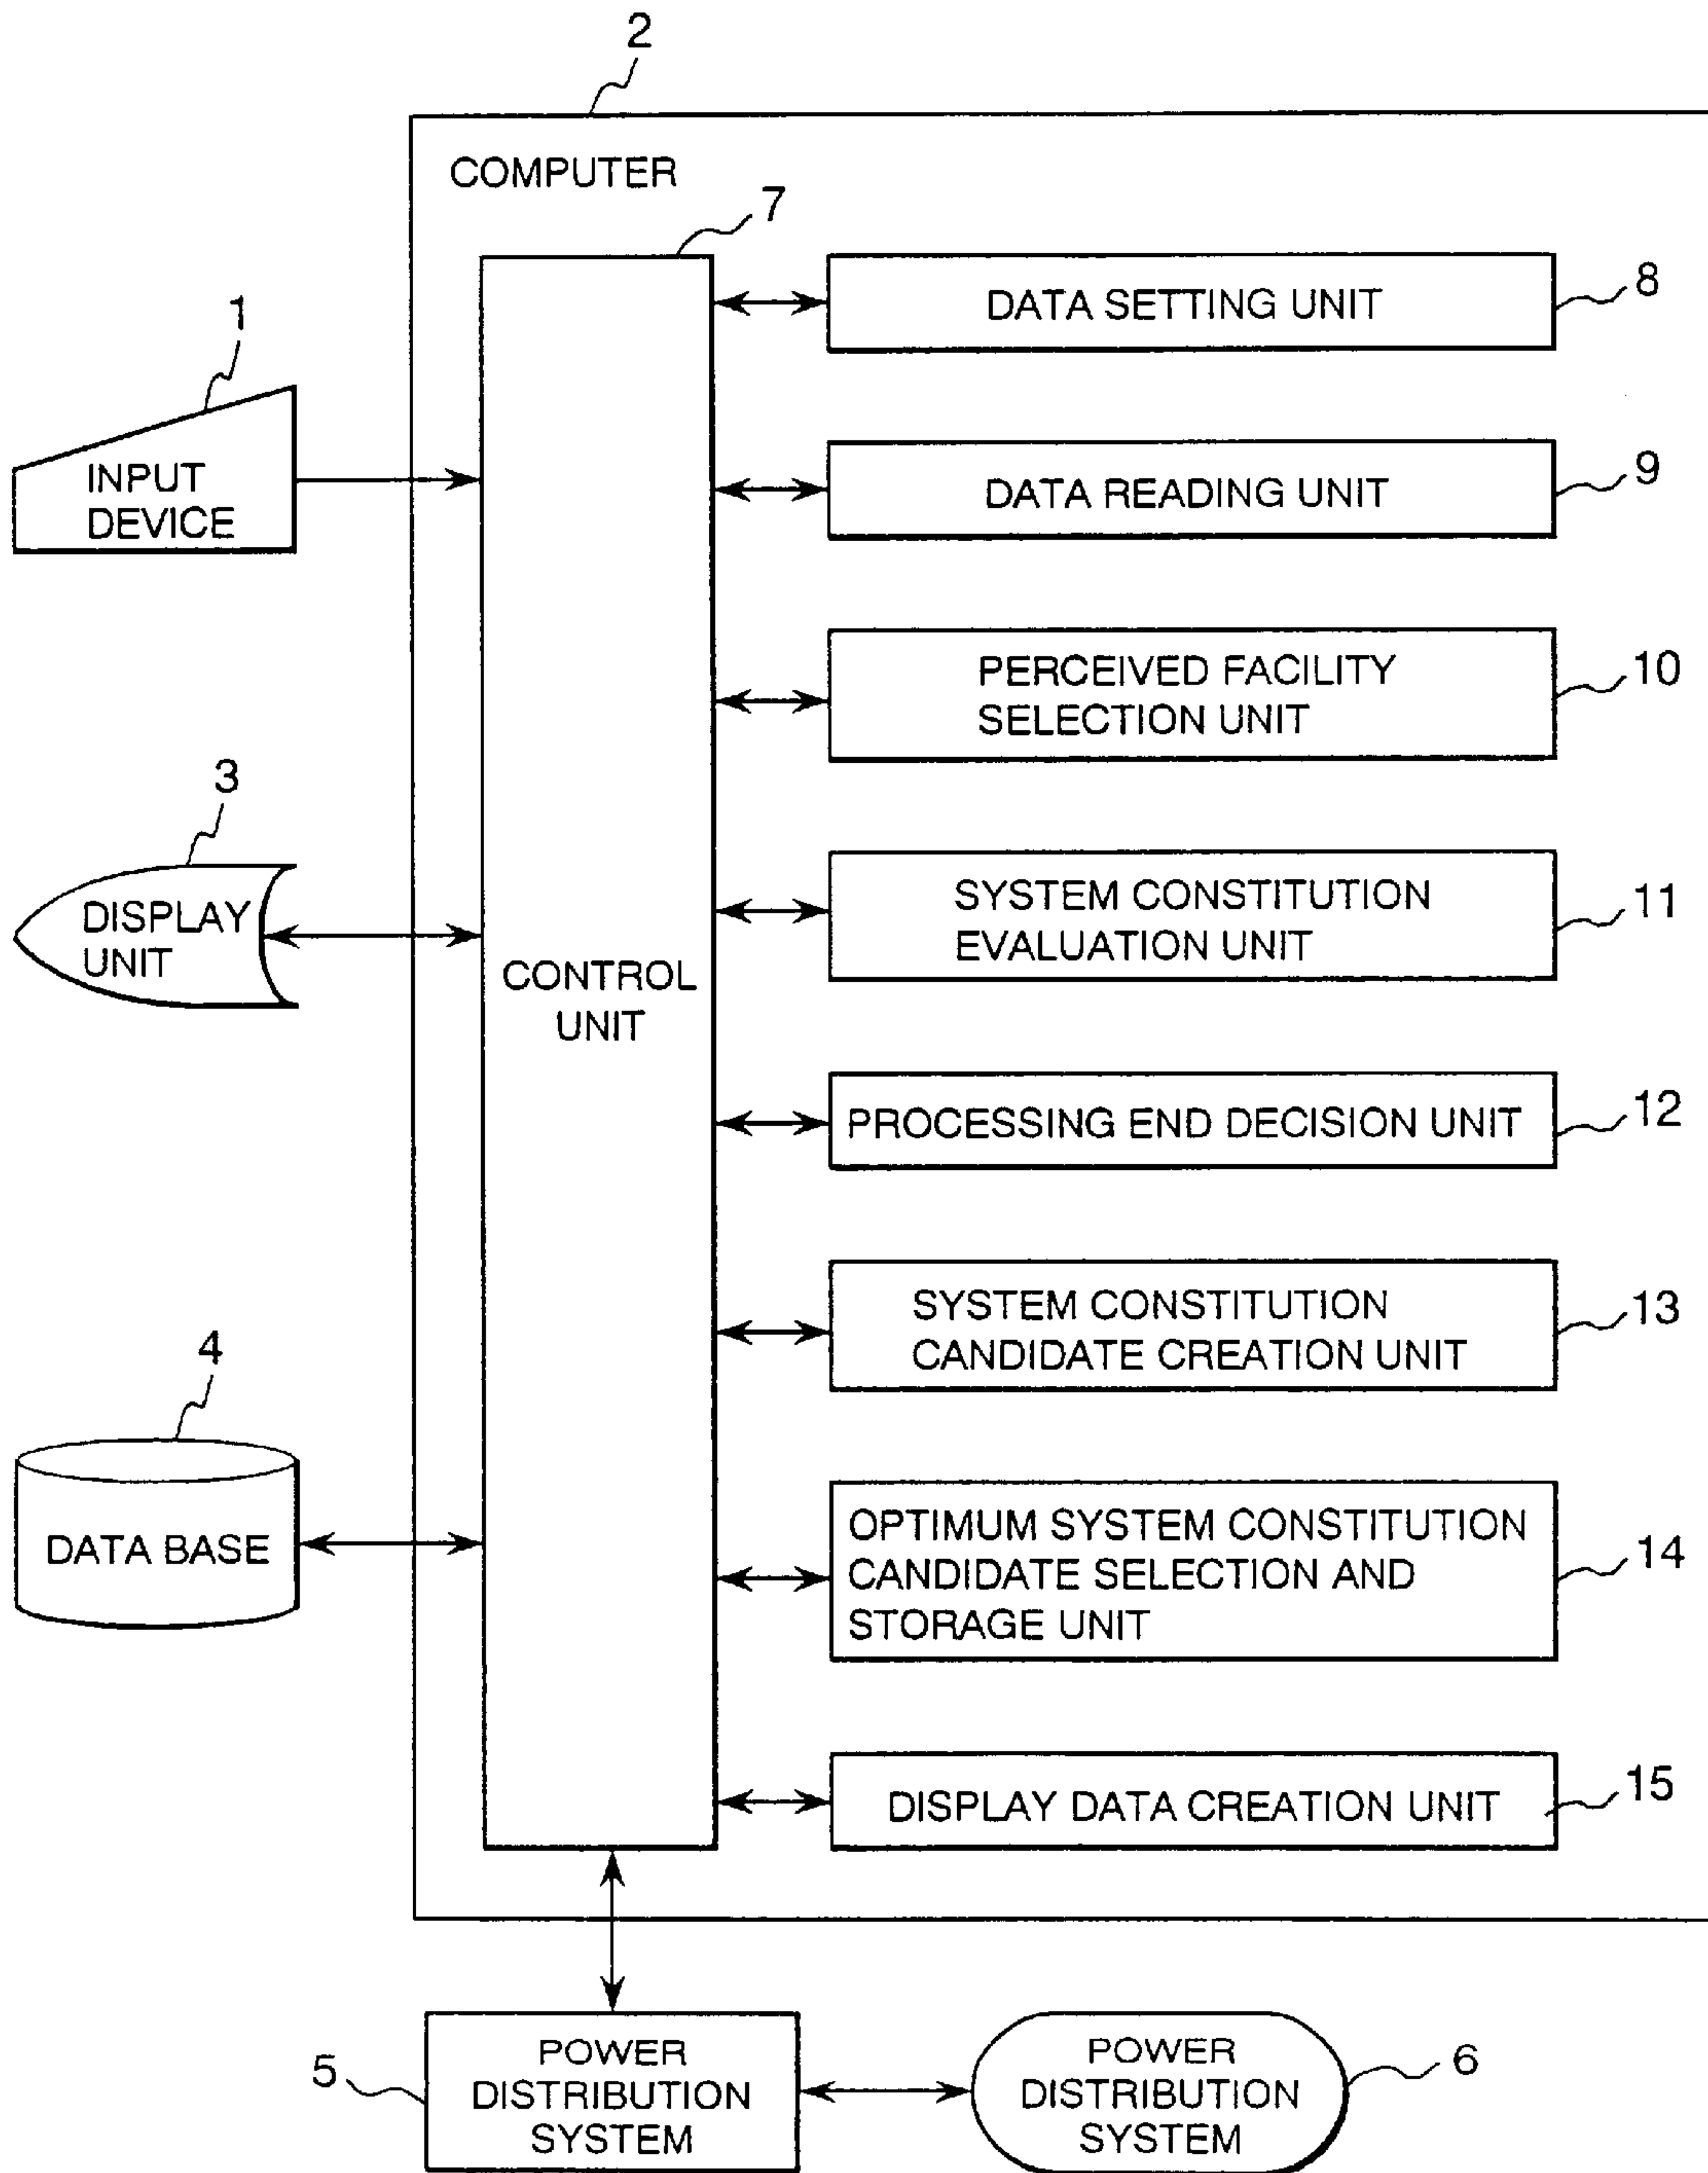 2
COMPUTER
7
DATA SETTING UNIT
8
1
INPUT
DEVICE
DATA READING UNIT
9
PERCEIVED FACILITY
SELECTION UNIT
10
3
DISPLAY
UNIT
CONTROL
UNIT
SYSTEM CONSTITUTION
EVALUATION UNIT
11
PROCESSING END DECISION UNIT
12
SYSTEM CONSTITUTION
CANDIDATE CREATION UNIT
13
4
DATA BASE
OPTIMUM SYSTEM CONSTITUTION
CANDIDATE SELECTION AND
STORAGE UNIT
14
DISPLAY DATA CREATION UNIT
15
5
POWER
DISTRIBUTION
SYSTEM
POWER
DISTRIBUTION
SYSTEM
6